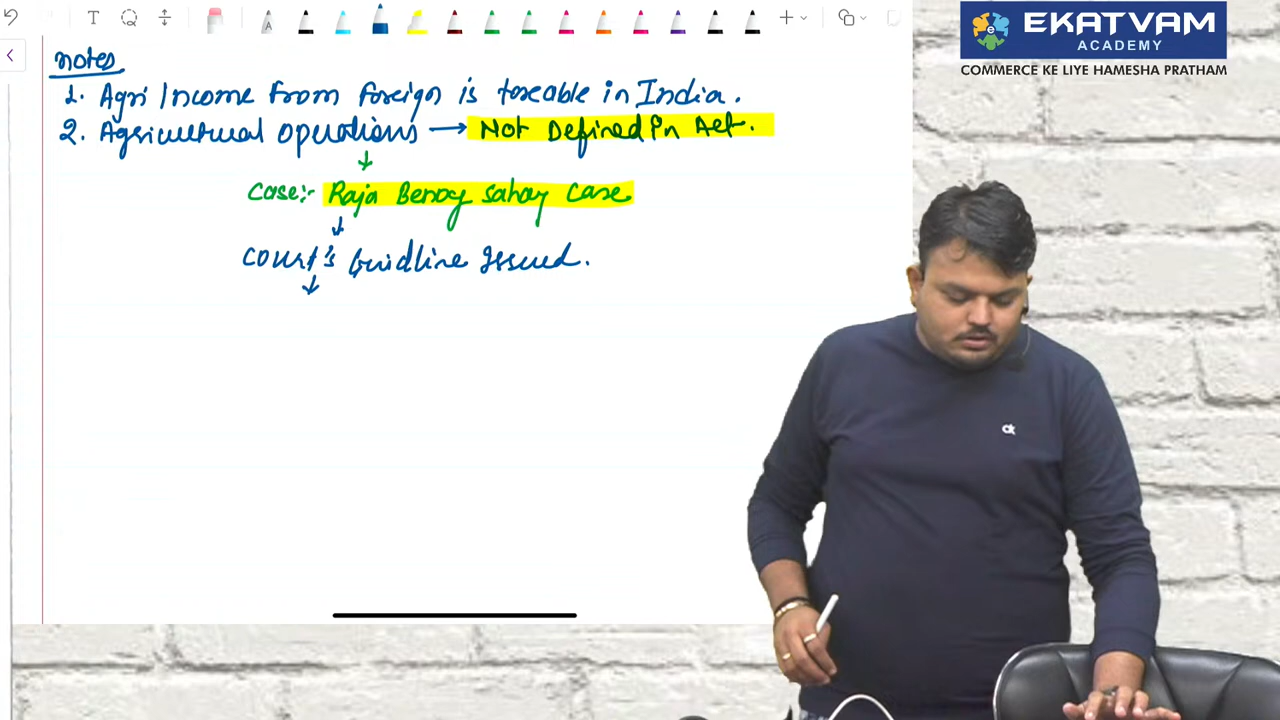 EKATVAM
ACADEMY
COMMERCE KE LIYE HAMESHA PRATHAM
notes
1. Agri Income from foreign is taxable in India.
2. Agricultural operations → Not Defined in Act.
↓
Case:- Raja Benoy Sahay Case
↓
Court's Guidline Issued.
↓